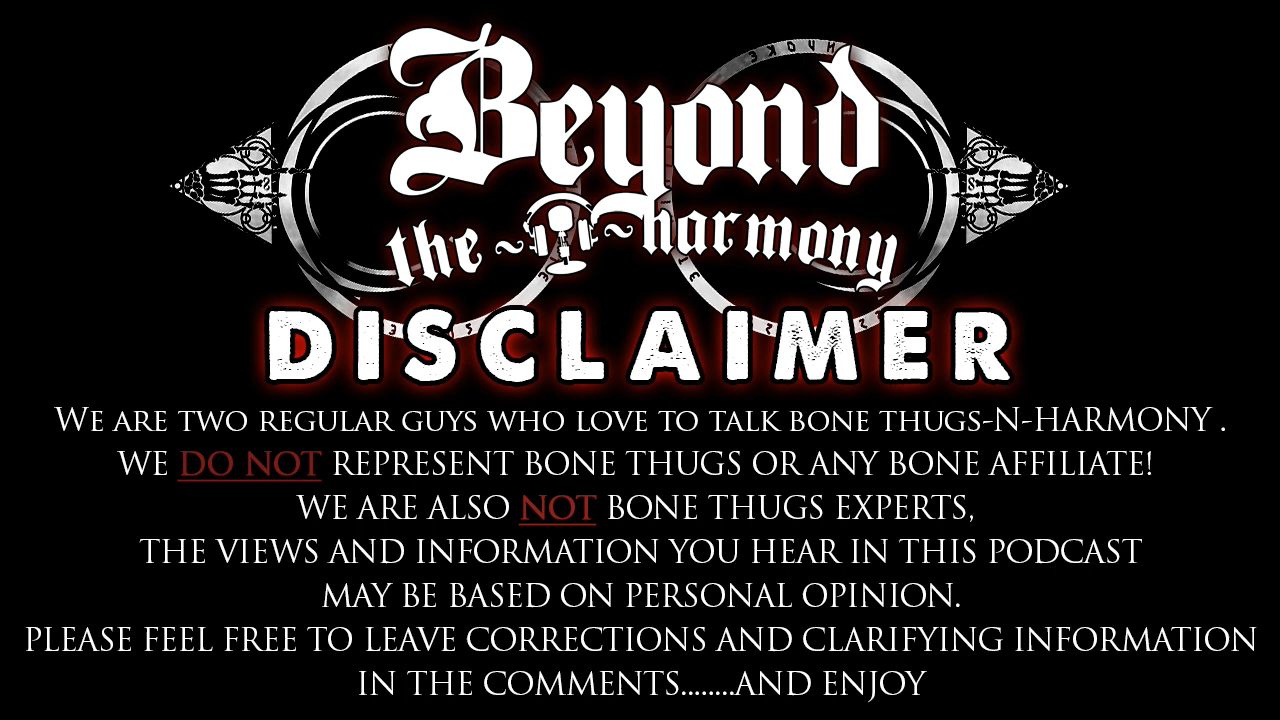 Beyond
the ~ ~ harmony
DISCLAIMER
WE ARE TWO REGULAR GUYS WHO LOVE TO TALK BONE THUGS-N-HARMONY .
WE DO NOT REPRESENT BONE THUGS OR ANY BONE AFFILIATE!
WE ARE ALSO NOT BONE THUGS EXPERTS,
THE VIEWS AND INFORMATION YOU HEAR IN THIS PODCAST
MAY BE BASED ON PERSONAL OPINION.
PLEASE FEEL FREE TO LEAVE CORRECTIONS AND CLARIFYING INFORMATION
IN THE COMMENTS........AND ENJOY